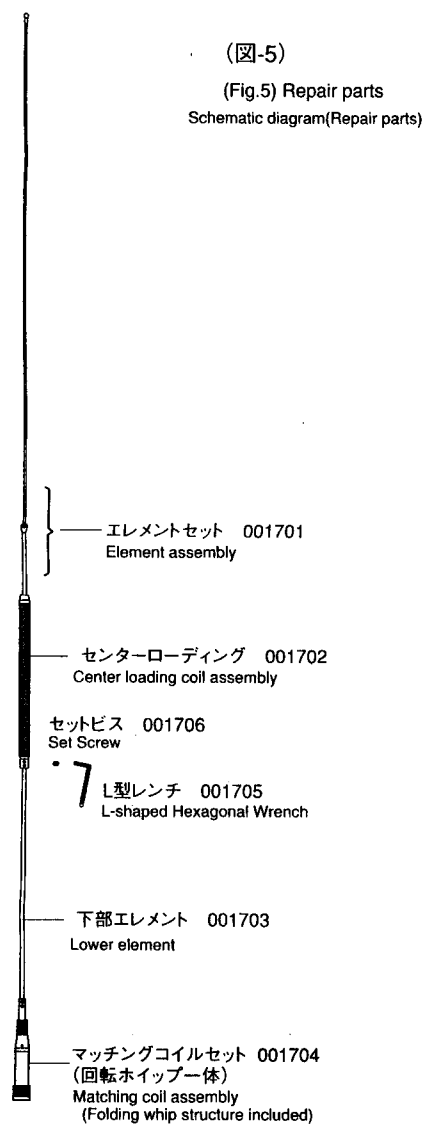 (図-5)
(Fig.5) Repair parts
Schematic diagram(Repair parts)
エレメントセット 001701
Element assembly
センターローディング 001702
Center loading coil assembly
セットビス 001706
Set Screw
L型レンチ 001705
L-shaped Hexagonal Wrench
下部エレメント 001703
Lower element
マッチングコイルセット 001704
(回転ホイップ一体)
Matching coil assembly
(Folding whip structure included)